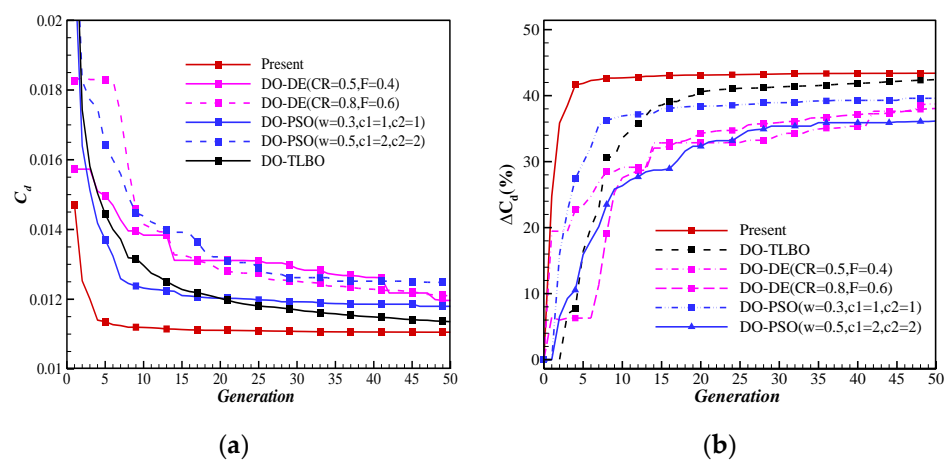 0.02
0.018
0.016
0.014
0.012
0.01
C_d
0 5 10 15 20 25 30 35 40 45 50
Generation
Present
DO-DE(CR=0.5,F=0.4)
DO-DE(CR=0.8,F=0.6)
DO-PSO(w=0.3,c1=1,c2=1)
DO-PSO(w=0.5,c1=2,c2=2)
DO-TLBO
(a)
50
40
30
20
10
0
ΔC_d(%)
0 5 10 15 20 25 30 35 40 45 50
Generation
Present
DO-TLBO
DO-DE(CR=0.5,F=0.4)
DO-DE(CR=0.8,F=0.6)
DO-PSO(w=0.3,c1=1,c2=1)
DO-PSO(w=0.5,c1=2,c2=2)
(b)